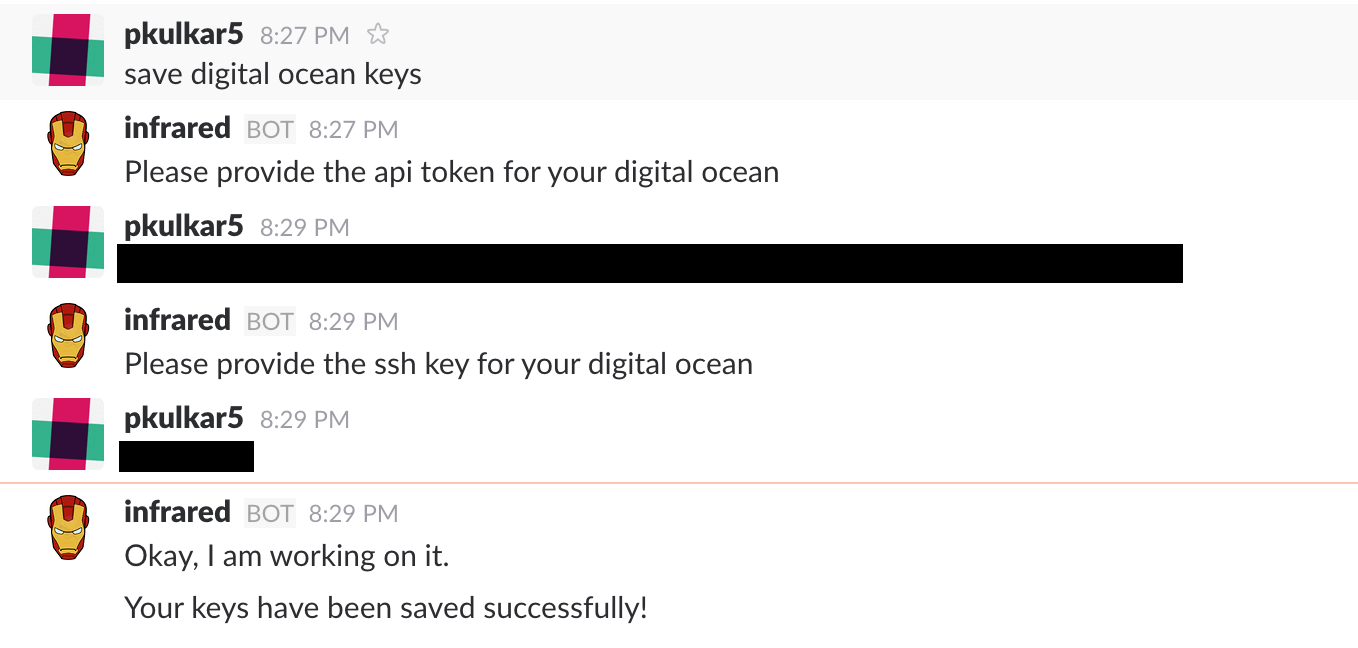 pkulkar5 8:27 PM
save digital ocean keys
infrared BOT 8:27 PM
Please provide the api token for your digital ocean
pkulkar5 8:29 PM
infrared BOT 8:29 PM
Please provide the ssh key for your digital ocean
pkulkar5 8:29 PM
infrared BOT 8:29 PM
Okay, I am working on it.
Your keys have been saved successfully!